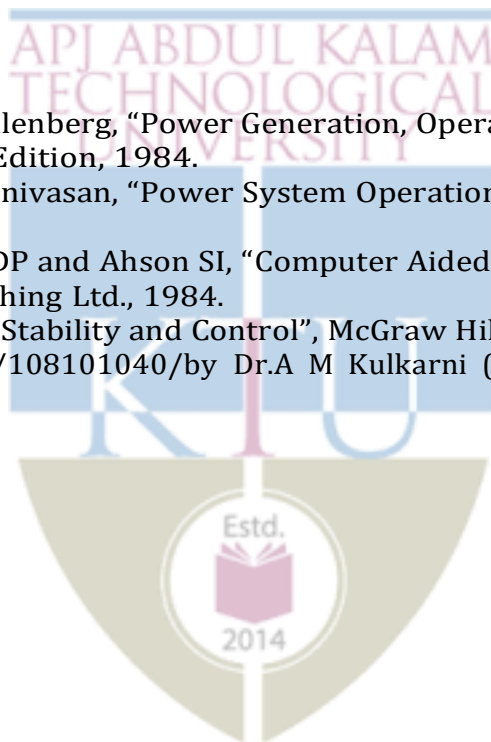 API ABDUL KALAM
TECHNOLOGICAL
UNIVERSITY
lenberg, “Power Generation, Opera
Edition, 1984.
nivasan, “Power System Operation
DP and Ahson SI, “Computer Aided
hing Ltd., 1984.
Stability and Control”, McGraw Hil
/108101040/by Dr.A M Kulkarni (
KTU
Estd.
2014